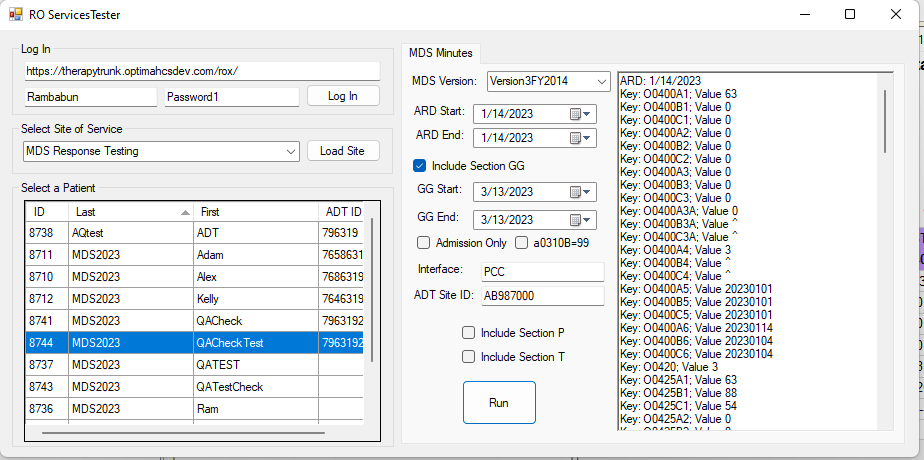 RO ServicesTester
Log In
https://therapytrunk.optimahcsdev.com/rox/
Rambabun Password1 Log In
Select Site of Service
MDS Response Testing Load Site
Select a Patient
ID Last First ADT ID
8738 AQtest ADT 796319
8711 MDS2023 Adam 7658631
8710 MDS2023 Alex 7686319
8712 MDS2023 Kelly 7646319
8741 MDS2023 QACheck 7963192
8744 MDS2023 QACheckTest 7963192
8737 MDS2023 QATEST
8743 MDS2023 QATestCheck
8736 MDS2023 Ram
MDS Minutes
MDS Version: Version3FY2014
ARD Start: 1/14/2023
ARD End: 1/14/2023
Include Section GG
GG Start: 3/13/2023
GG End: 3/13/2023
Admission Only a0310B=99
Interface: PCC
ADT Site ID: AB987000
Include Section P
Include Section T
Run
ARD: 1/14/2023
Key: O0400A1; Value 63
Key: O0400B1; Value 0
Key: O0400C1; Value 0
Key: O0400A2; Value 0
Key: O0400B2; Value 0
Key: O0400C2; Value 0
Key: O0400A3; Value 0
Key: O0400B3; Value 0
Key: O0400C3; Value 0
Key: O0400A3A; Value 0
Key: O0400B3A; Value ^
Key: O0400C3A; Value ^
Key: O0400A4; Value 3
Key: O0400B4; Value ^
Key: O0400C4; Value ^
Key: O0400A5; Value 20230101
Key: O0400B5; Value 20230101
Key: O0400C5; Value 20230101
Key: O0400A6; Value 20230114
Key: O0400B6; Value 20230104
Key: O0400C6; Value 20230104
Key: O0420; Value 3
Key: O0425A1; Value 63
Key: O0425B1; Value 88
Key: O0425C1; Value 54
Key: O0425A2; Value 0
Key: O0425B2; Value 0